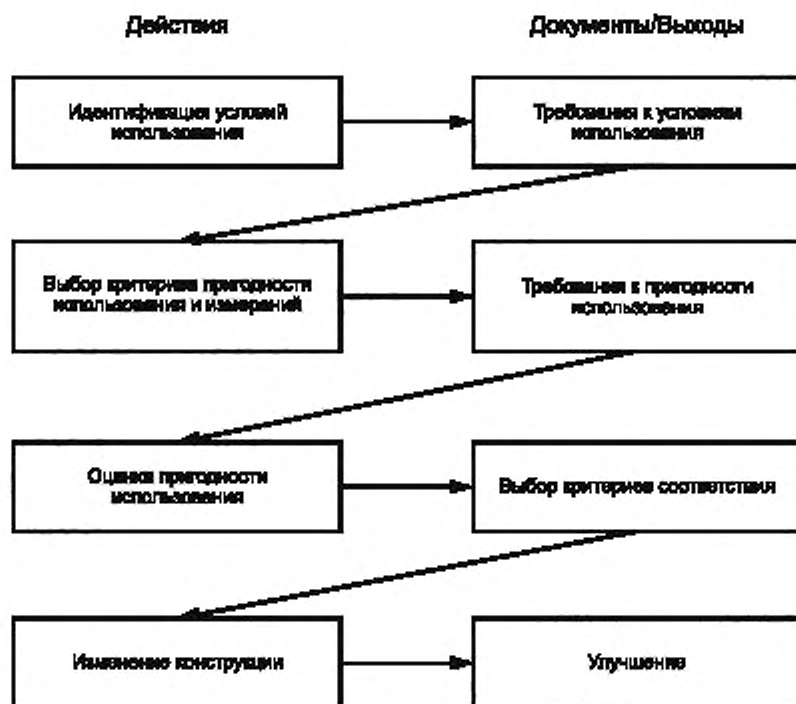 Действия
Документы/Выходы
Идентификация условий
использования
Требования к условиям
использования
Выбор критериев пригодности
использования и измерений
Требования к пригодности
использования
Оценка пригодности
использования
Выбор критериев соответствия
Изменение конструкции
Улучшение